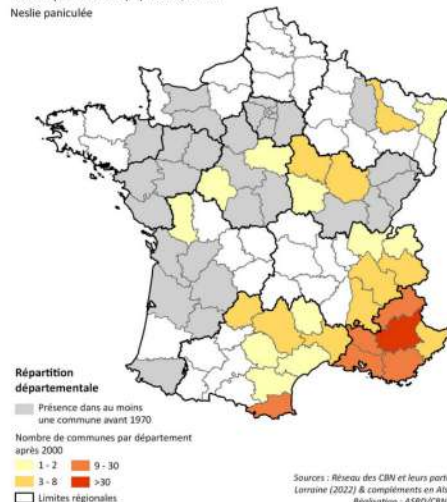 Neslie paniculée
Répartition
départementale
Présence dans au moins
une commune avant 1970
Nombre de communes par département
après 2000
1 - 2
9 - 30
3 - 8
>30
Limites régionales
Sources : Réseau des CBN et leurs
Lorraine (2022) & compléments en
Réalisation :